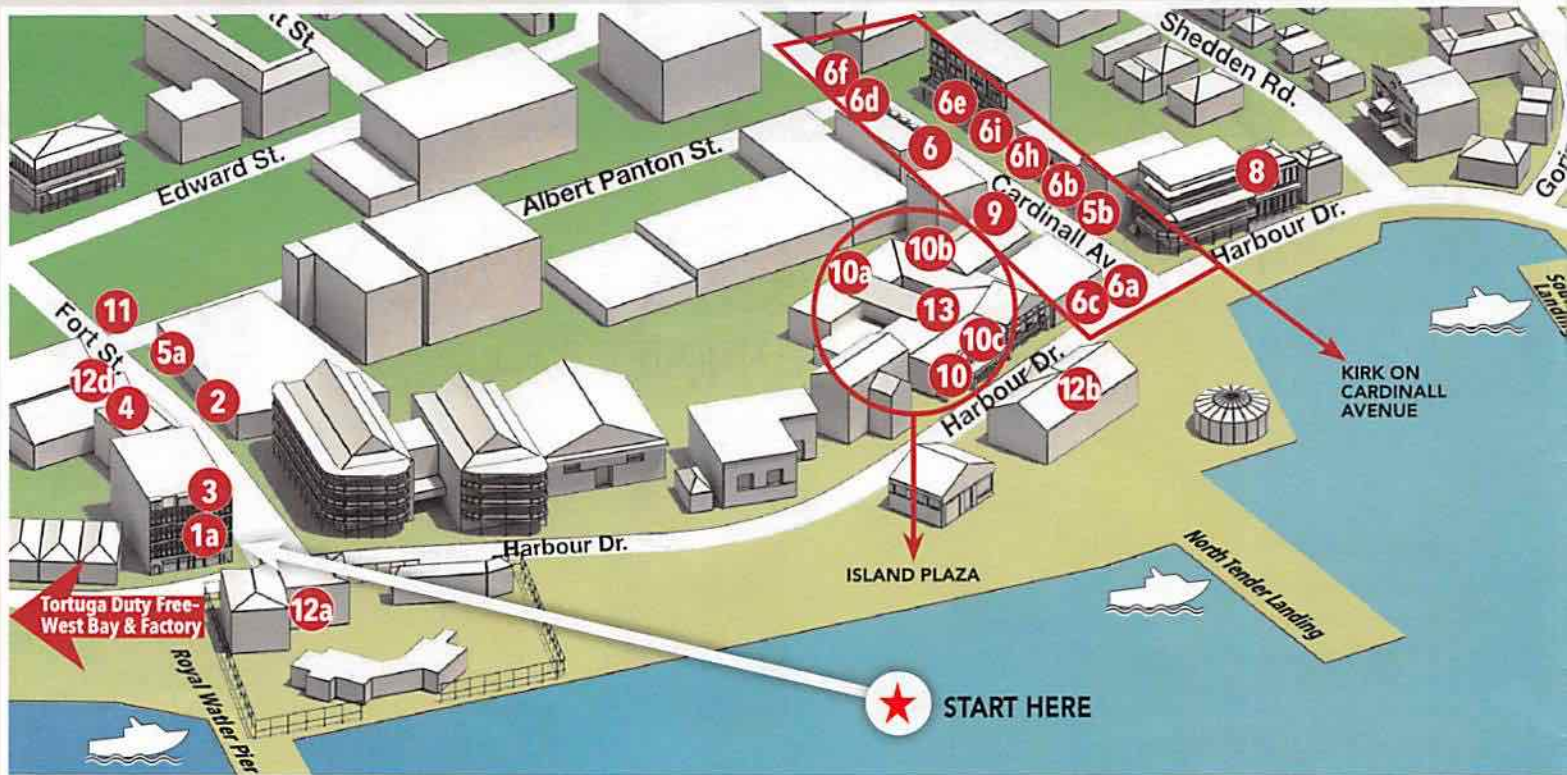 St.
Shedden Rd.
6f
6d
6e
6i
6
6h
6b
5b
8
Edward St.
Albert Panton St.
Cardinall Av
9
Harbour Dr.
10b
10a
6a
6c
13
10c
10
Harbour Dr.
12b
Landing
KIRK ON
CARDINALL
AVENUE
11
Fort St.
5a
12d
4
2
3
1a
Harbour Dr.
ISLAND PLAZA
North Tender Landing
Tortuga Duty Free-
West Bay & Factory
12a
Royal Watler Pier
START HERE